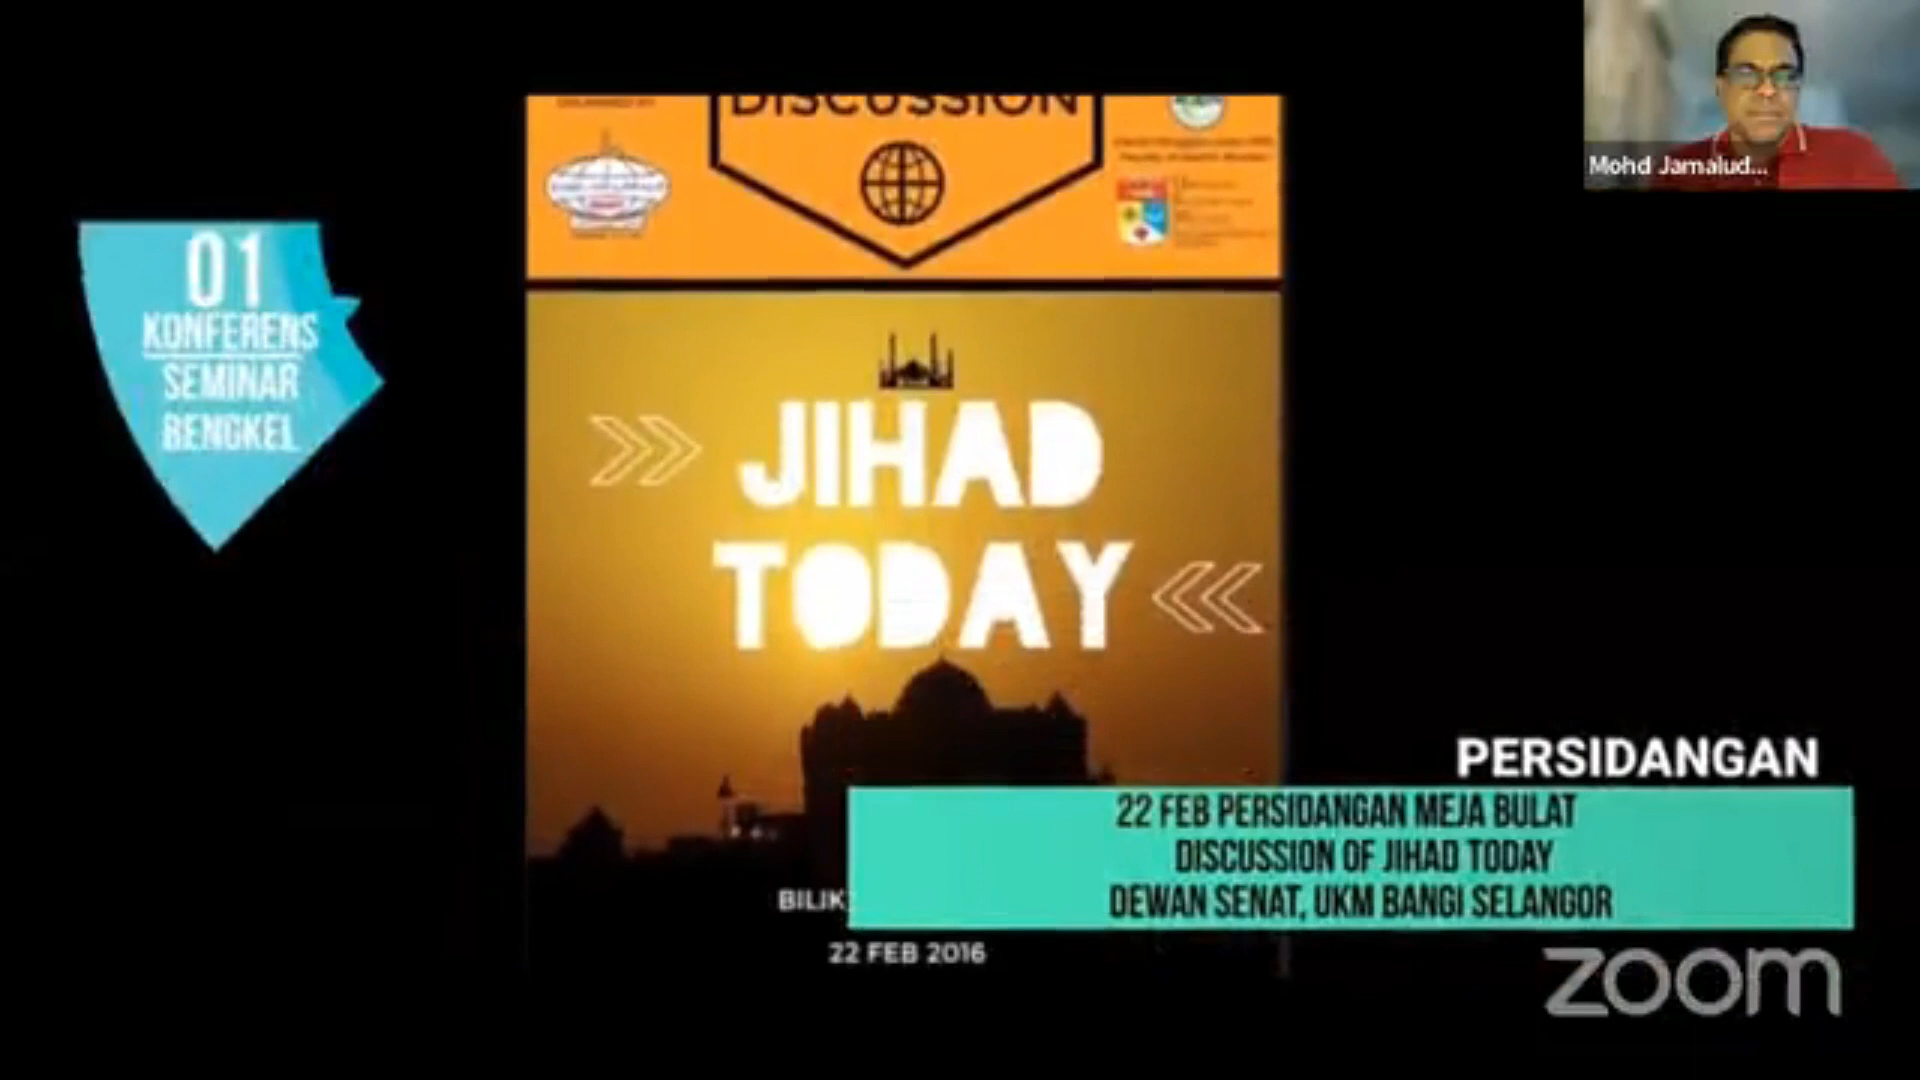 DISCUSSION
Mohd Jamalud...
01
KONFERENS
SEMINAR
BENGKEL
JIHAD
TODAY
PERSIDANGAN
22 FEB PERSIDANGAN MEJA BULAT
DISCUSSION OF JIHAD TODAY
DEWAN SENAT, UKM BANGI SELANGOR
BILIK
22 FEB 2016
zoom